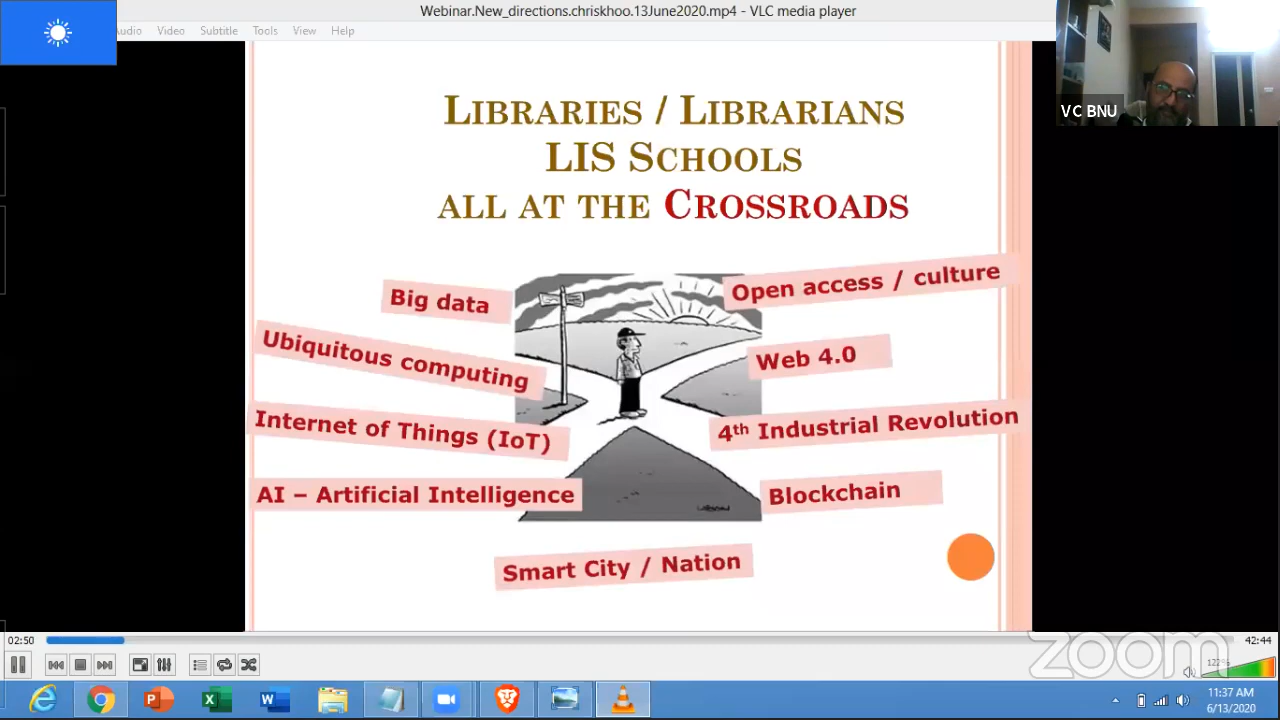 Webinar.New_directions.chriskhoo.13June2020.mp4 - VLC media player
Audio Video Subtitle Tools View Help
VC BNU
LIBRARIES / LIBRARIANS
LIS SCHOOLS
ALL AT THE CROSSROADS
Big data
Open access / culture
Ubiquitous computing
Web 4.0
Internet of Things (IoT)
4th Industrial Revolution
AI – Artificial Intelligence
Blockchain
Smart City / Nation
02:50
42:44
zoom
122%
11:37 AM
6/13/2020